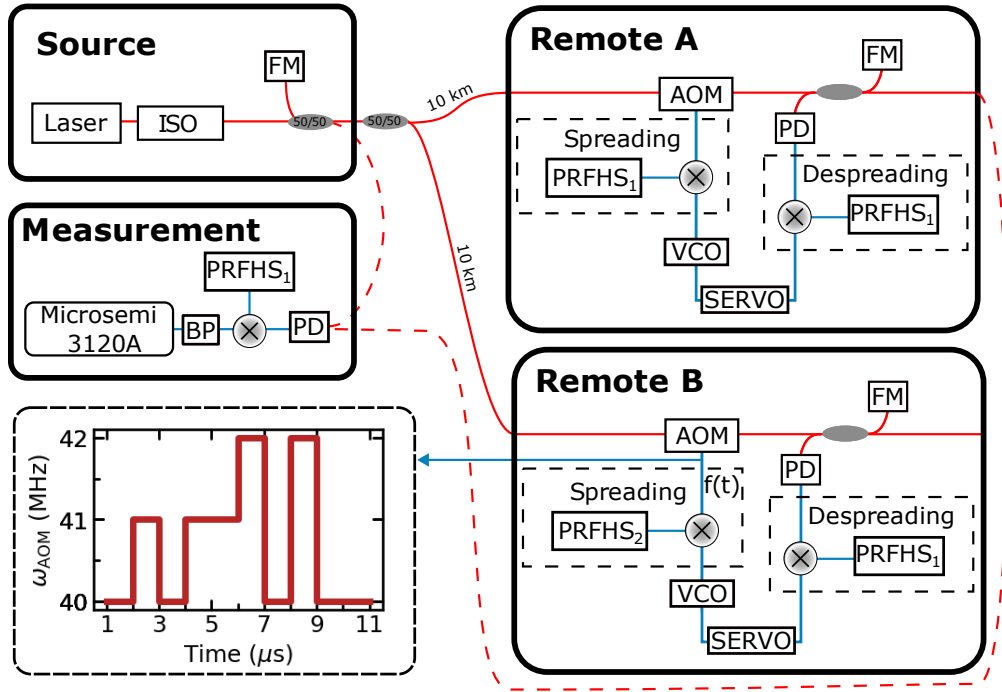 Source
FM
Laser
ISO
50/50
50/50
10 km
10 km
Measurement
PRFHS₁
Microsemi
3120A
BP
PD
Remote A
FM
AOM
PD
Spreading
PRFHS₁
Despreading
PRFHS₁
VCO
SERVO
Remote B
FM
AOM
PD
f(t)
Spreading
PRFHS₂
Despreading
PRFHS₁
VCO
SERVO
ω_AOM (MHz)
42
41
40
1 3 5 7 9 11
Time (μs)